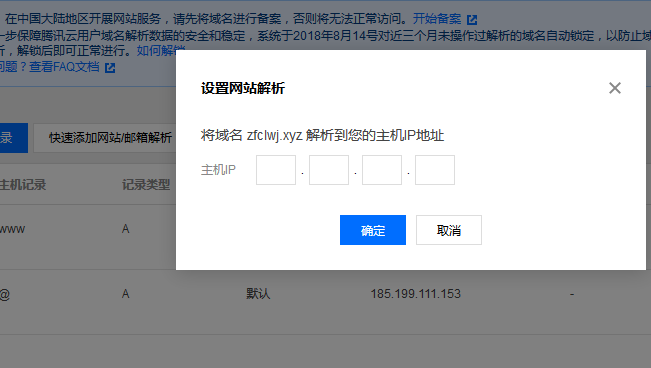 ，在中国大陆地区开展网站服务，请先将域名进行备案，否则将无法正常访问。开始备案
一步保障腾讯云用户域名解析数据的安全和稳定，系统于2018年8月14号对近三个月未操作过解析的域名自动锁定，以防止域
斤，解锁后即可正常进行。如何解锁
问题？查看FAQ文档
设置网站解析
将域名 zfclwj.xyz 解析到您的主机IP地址
主机IP . . .
确定 取消
录 快速添加网站/邮箱解析
主机记录 记录类型
www A
@ A 默认 185.199.111.153 -